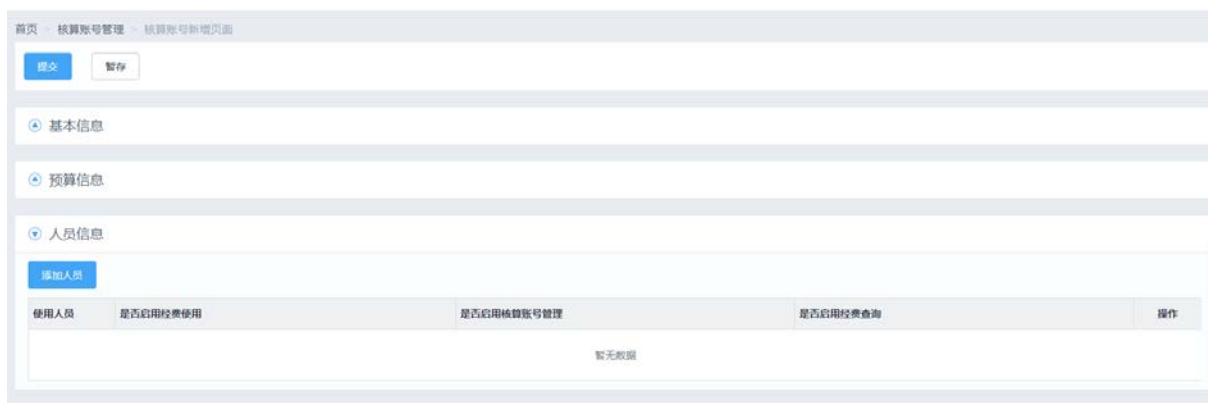 首页 > 核算账号管理 > 核算账号新增页面
提交 暂存
基本信息
预算信息
人员信息
添加人员
使用人员 是否启用经费使用 是否启用核算账号管理 是否启用经费查询 操作
暂无数据